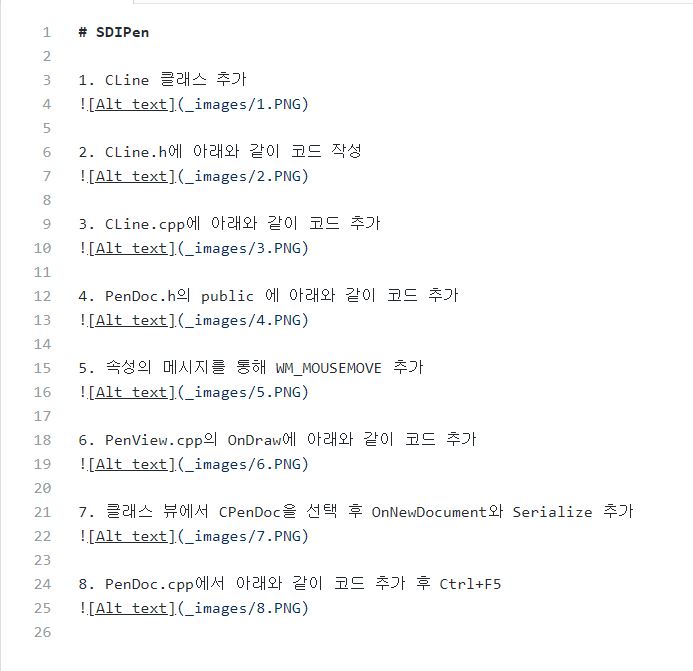 1 # SDIPen
2
3 1. CLine 클래스 추가
4 ![Alt text](_images/1.PNG)
5
6 2. CLine.h에 아래와 같이 코드 작성
7 ![Alt text](_images/2.PNG)
8
9 3. CLine.cpp에 아래와 같이 코드 추가
10 ![Alt text](_images/3.PNG)
11
12 4. PenDoc.h의 public 에 아래와 같이 코드 추가
13 ![Alt text](_images/4.PNG)
14
15 5. 속성의 메시지를 통해 WM_MOUSEMOVE 추가
16 ![Alt text](_images/5.PNG)
17
18 6. PenView.cpp의 OnDraw에 아래와 같이 코드 추가
19 ![Alt text](_images/6.PNG)
20
21 7. 클래스 뷰에서 CPenDoc을 선택 후 OnNewDocument와 Serialize 추가
22 ![Alt text](_images/7.PNG)
23
24 8. PenDoc.cpp에서 아래와 같이 코드 추가 후 Ctrl+F5
25 ![Alt text](_images/8.PNG)
26